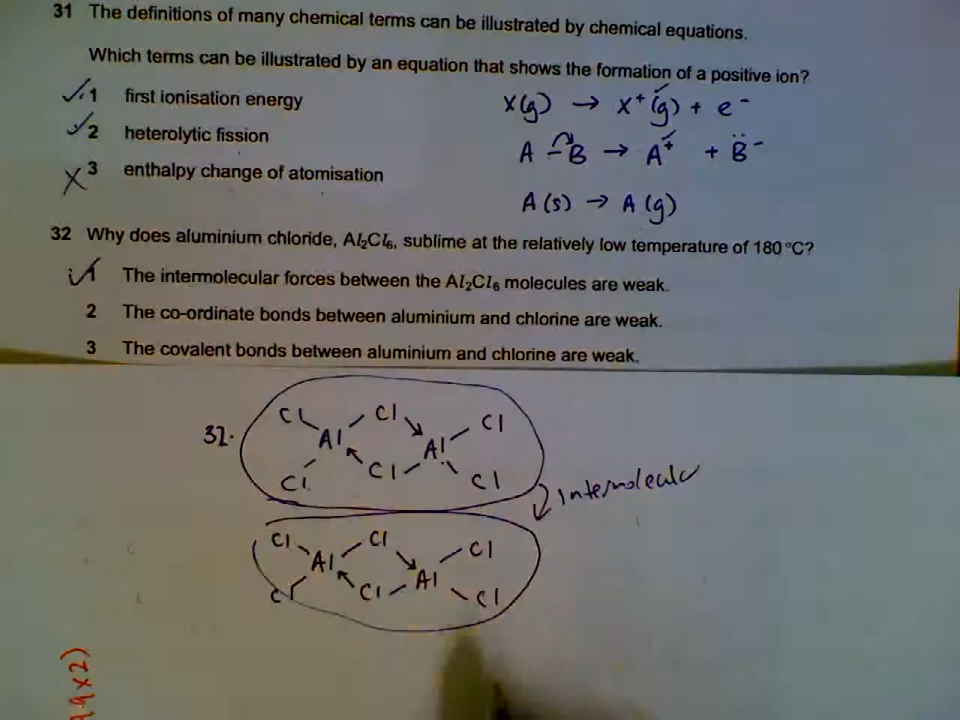 31 The definitions of many chemical terms can be illustrated by chemical equations.
Which terms can be illustrated by an equation that shows the formation of a positive ion?
✓1 first ionisation energy
X(g) → X⁺(g) + e⁻
✓2 heterolytic fission
A – B → A⁺ + B̈⁻
X 3 enthalpy change of atomisation
A (s) → A (g)
32 Why does aluminium chloride, Al₂Cl₆, sublime at the relatively low temperature of 180 °C?
✓1 The intermolecular forces between the Al₂Cl₆ molecules are weak.
2 The co-ordinate bonds between aluminium and chlorine are weak.
3 The covalent bonds between aluminium and chlorine are weak.
32.
Cl Cl Cl
Al Al
Cl Cl Cl
Intermolecular
Cl Cl Cl
Al Al
Cl Cl Cl
9 x 2)